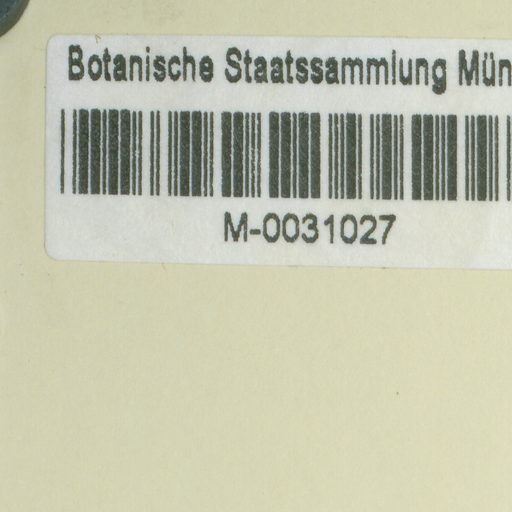 Botanische Staatssammlung Mün
M-0031027